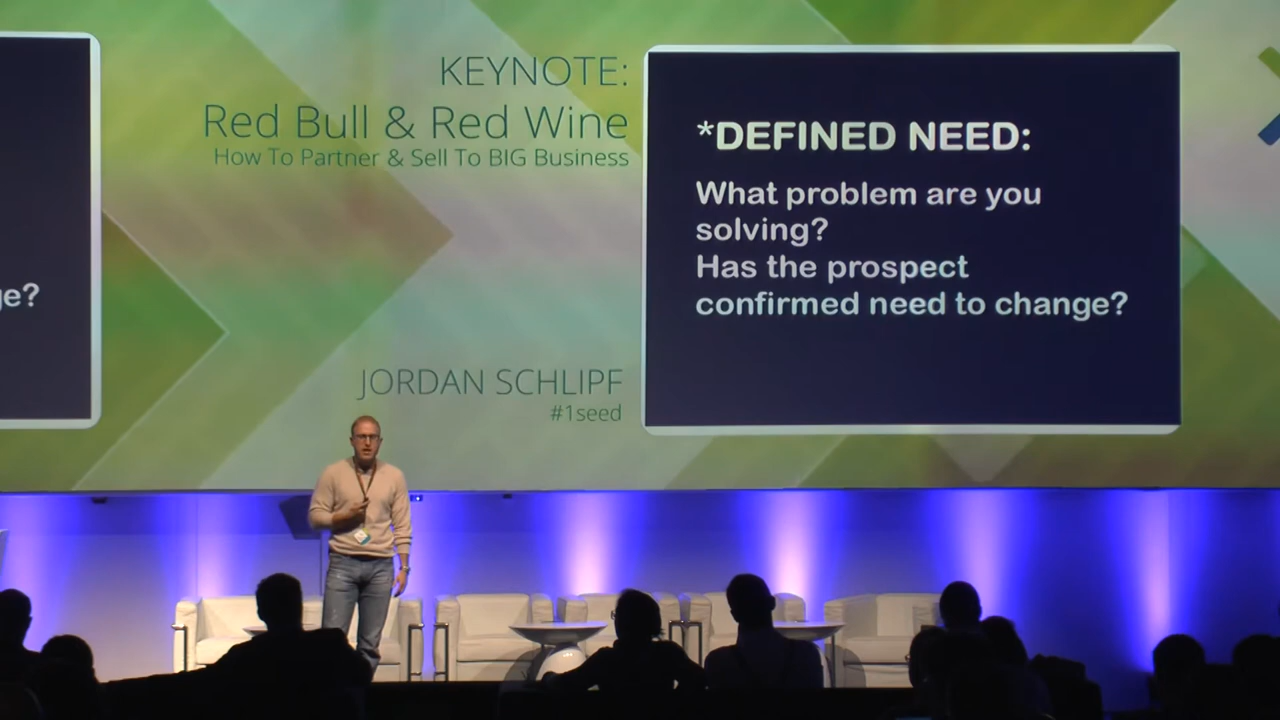 KEYNOTE:
Red Bull & Red Wine
How To Partner & Sell To BIG Business
JORDAN SCHLIPF
#1seed
*DEFINED NEED:
What problem are you
solving?
Has the prospect
confirmed need to change?
ge?